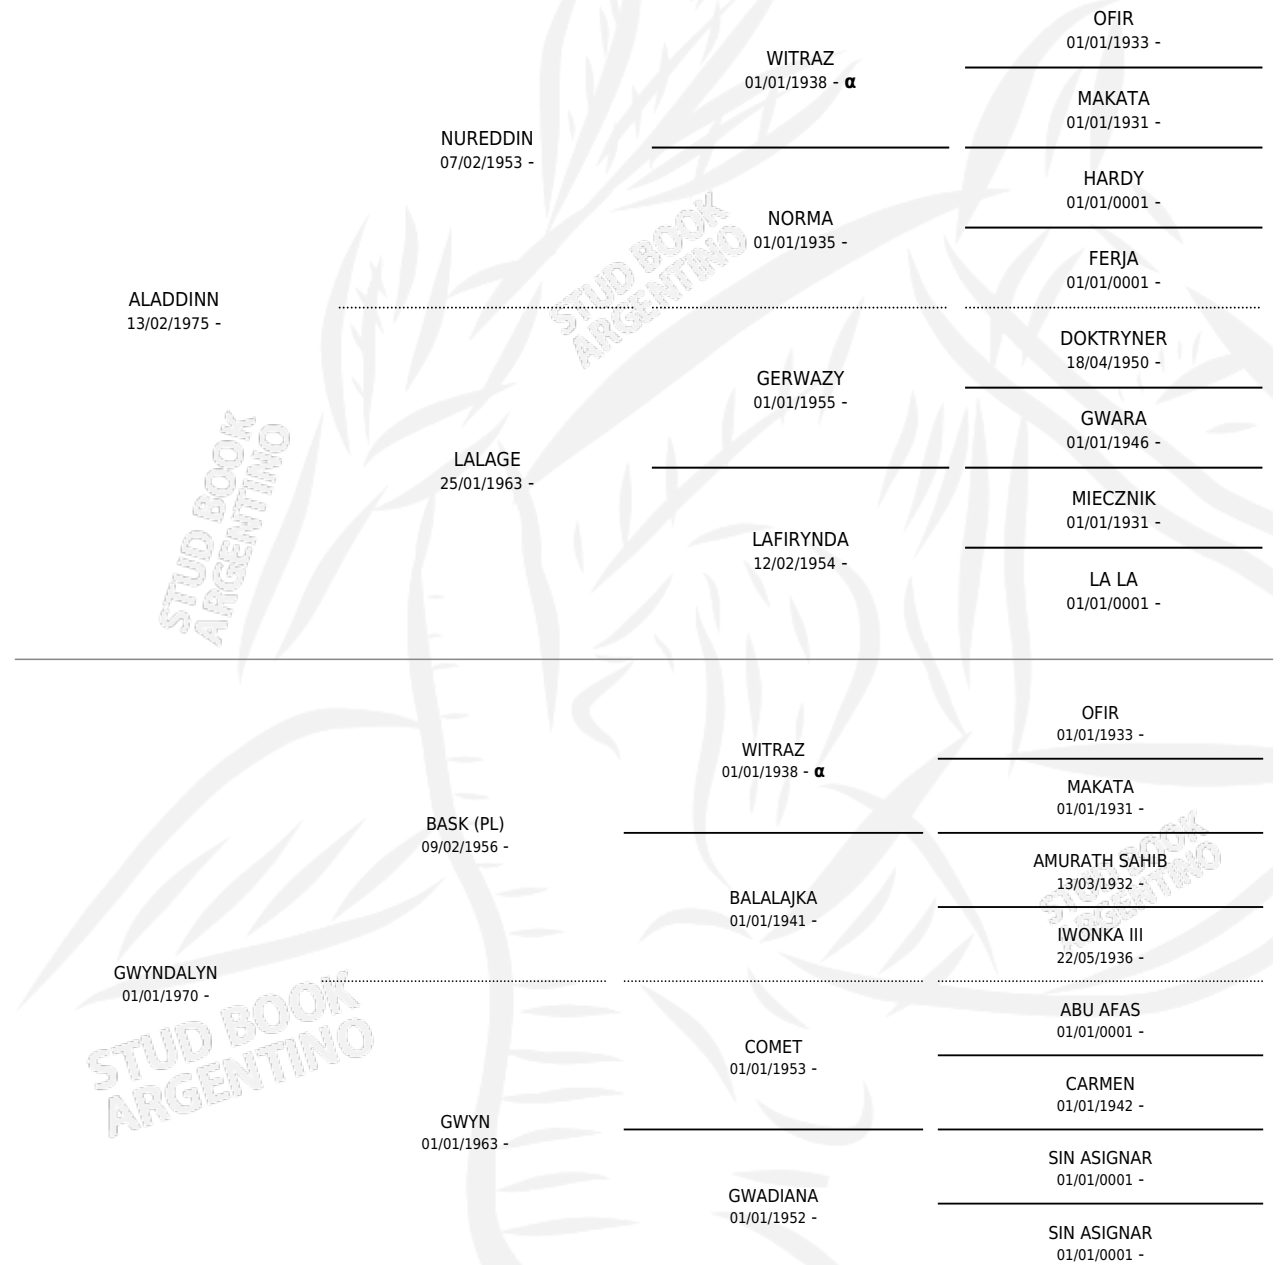 OFIR
01/01/1933 -
WITRAZ
01/01/1938 - α
MAKATA
01/01/1931 -
NUREDDIN
07/02/1953 -
HARDY
01/01/0001 -
NORMA
01/01/1935 -
FERJA
01/01/0001 -
ALADDINN
13/02/1975 -
DOKTRYNER
18/04/1950 -
GERWAZY
01/01/1955 -
GWARA
01/01/1946 -
LALAGE
25/01/1963 -
MIECZNIK
01/01/1931 -
LAFIRYNDA
12/02/1954 -
LA LA
01/01/0001 -
OFIR
01/01/1933 -
WITRAZ
01/01/1938 - α
MAKATA
01/01/1931 -
BASK (PL)
09/02/1956 -
AMURATH SAHIB
13/03/1932 -
BALALAJKA
01/01/1941 -
IWONKA III
22/05/1936 -
GWYNDALYN
01/01/1970 -
ABU AFAS
01/01/0001 -
COMET
01/01/1953 -
CARMEN
01/01/1942 -
GWYN
01/01/1963 -
SIN ASIGNAR
01/01/0001 -
GWADIANA
01/01/1952 -
SIN ASIGNAR
01/01/0001 -
STUD BOOK
ARGENTINO
STUD BOOK
ARGENTINO
STUD BOOK
ARGENTINO
STUD BOOK
ARGENTINO